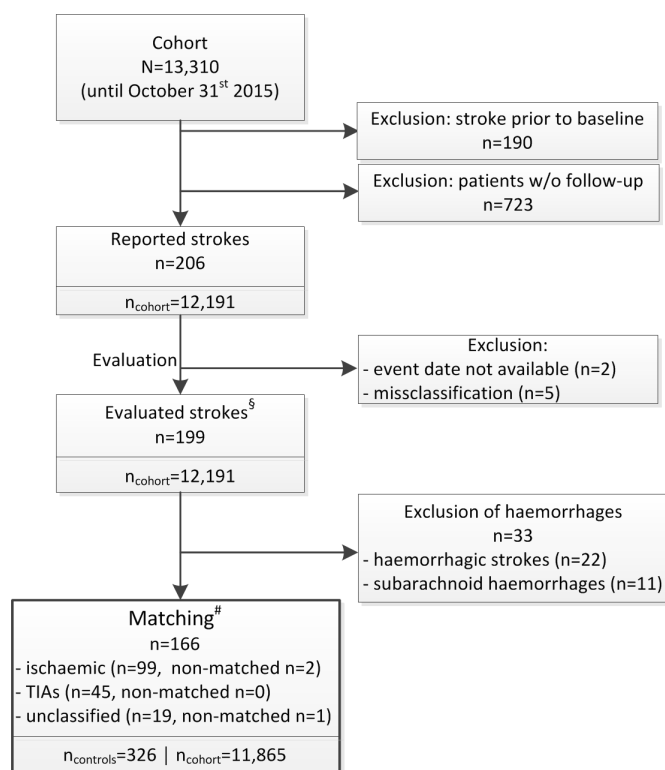 Cohort
N=13,310
(until October 31st 2015)
Exclusion: stroke prior to baseline
n=190
Exclusion: patients w/o follow-up
n=723
Reported strokes
n=206
ncohort=12,191
Evaluation
Exclusion:
- event date not available (n=2)
- missclassification (n=5)
Evaluated strokes§
n=199
ncohort=12,191
Exclusion of haemorrhages
n=33
- haemorrhagic strokes (n=22)
- subarachnoid haemorrhages (n=11)
Matching#
n=166
- ischaemic (n=99, non-matched n=2)
- TIAs (n=45, non-matched n=0)
- unclassified (n=19, non-matched n=1)
ncontrols=326 | ncohort=11,865